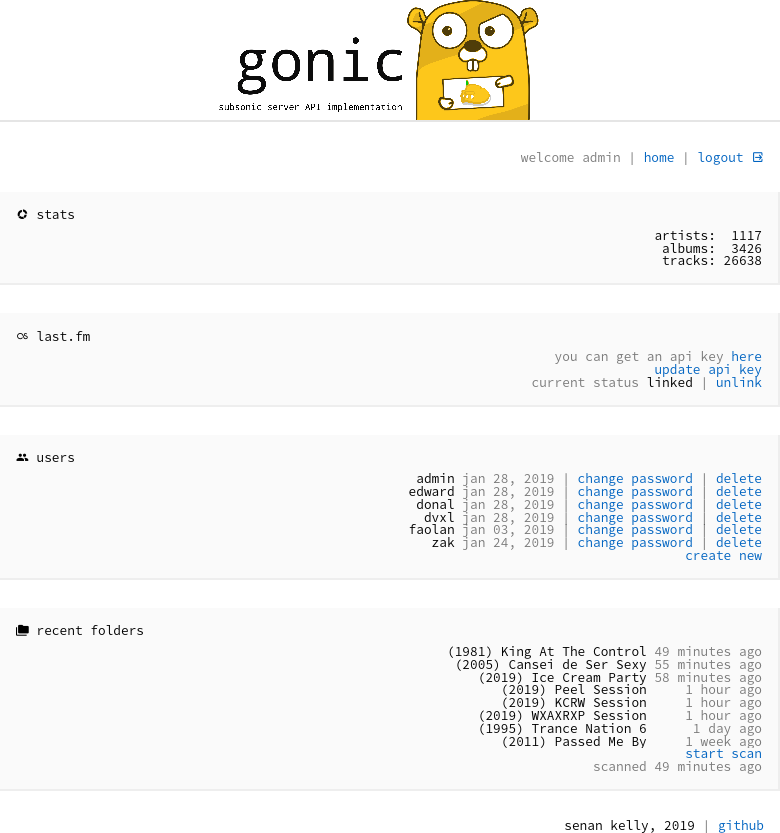 gonic
subsonic server API implementation
welcome admin | home | logout
stats
artists: 1117
albums: 3426
tracks: 26638
last.fm
you can get an api key here
update api key
current status linked | unlink
users
admin jan 28, 2019 | change password | delete
edward jan 28, 2019 | change password | delete
donal jan 28, 2019 | change password | delete
dvxl jan 28, 2019 | change password | delete
faolan jan 03, 2019 | change password | delete
zak jan 24, 2019 | change password | delete
create new
recent folders
(1981) King At The Control 49 minutes ago
(2005) Cansei de Ser Sexy 55 minutes ago
(2019) Ice Cream Party 58 minutes ago
(2019) Peel Session 1 hour ago
(2019) KCRW Session 1 hour ago
(2019) WXAXRXP Session 1 hour ago
(1995) Trance Nation 6 1 day ago
(2011) Passed Me By 1 week ago
start scan
scanned 49 minutes ago
senan kelly, 2019 | github